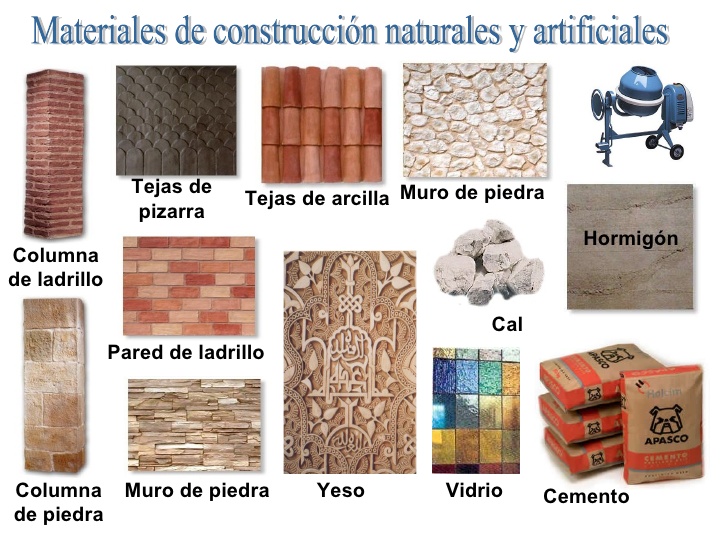 Materiales de construcción naturales y artificiales
Tejas de
pizarra
Tejas de arcilla
Muro de piedra
Columna
de ladrillo
Hormigón
Cal
Pared de ladrillo
Holcim
APASCO
APASCO
CEMENTO
Columna
de piedra
Muro de piedra
Yeso
Vidrio
Cemento